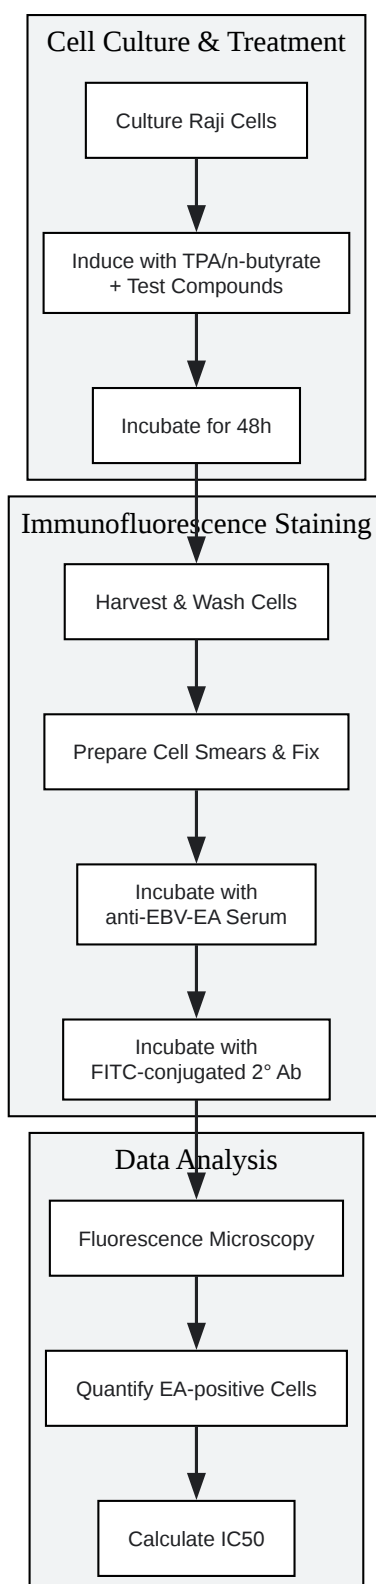 Cell Culture & Treatment
Culture Raji Cells
Induce with TPA/n-butyrate
+ Test Compounds
Incubate for 48h
Immunofluorescence Staining
Harvest & Wash Cells
Prepare Cell Smears & Fix
Incubate with
anti-EBV-EA Serum
Incubate with
FITC-conjugated 2° Ab
Data Analysis
Fluorescence Microscopy
Quantify EA-positive Cells
Calculate IC50